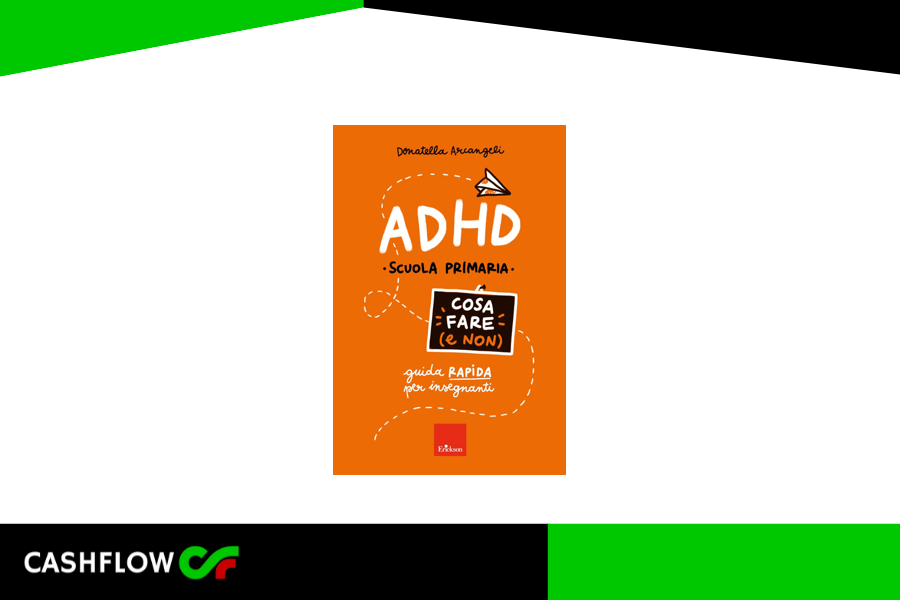 Donatella Arcangeli
ADHD
·SCUOLA PRIMARIA·
COSA
FARE
(e NON)
guida RAPIDA
per insegnanti
Erickson
CASHFLOW